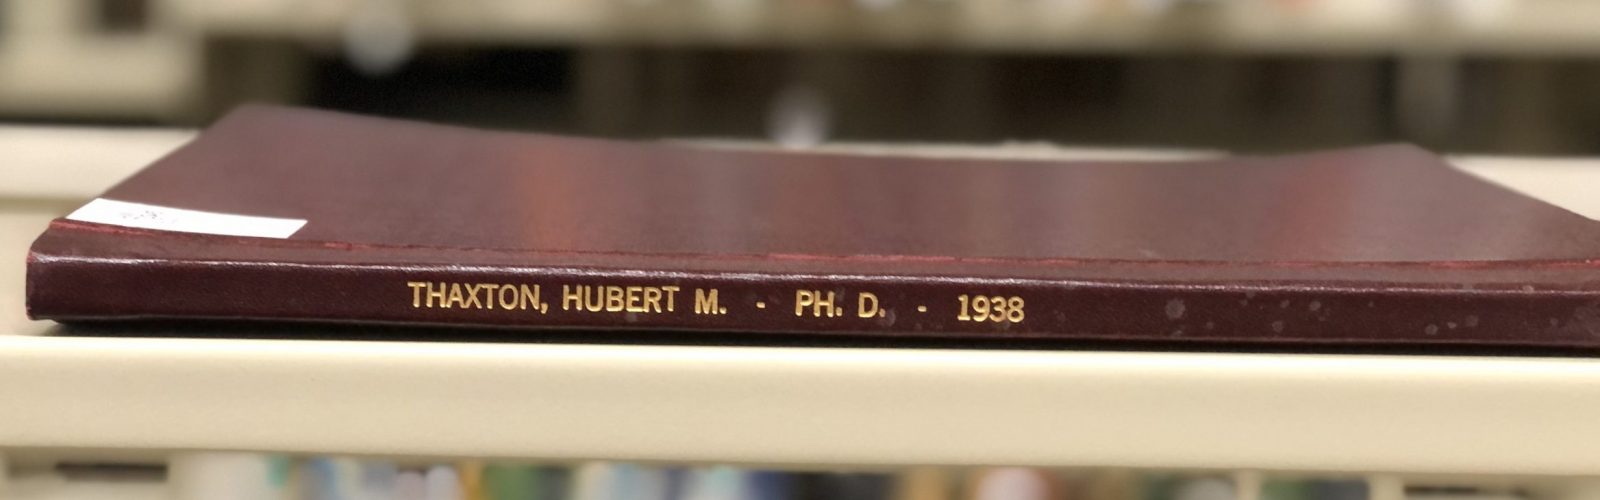 THAXTON, HUBERT M. - PH. D. - 1938